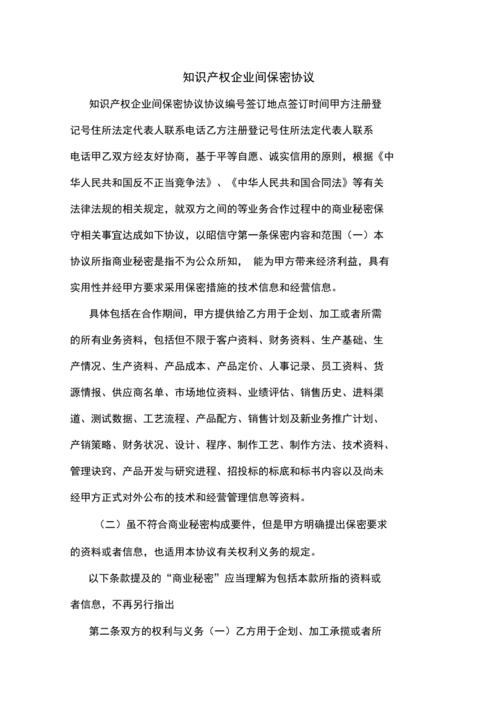 知识产权企业间保密协议
知识产权企业间保密协议协议编号签订地点签订时间甲方注册登
记号住所法定代表人联系电话乙方注册登记号住所法定代表人联系
电话甲乙双方经友好协商，基于平等自愿、诚实信用的原则，根据《中
华人民共和国反不正当竞争法》、《中华人民共和国合同法》等有关
法律法规的相关规定，就双方之间的等业务合作过程中的商业秘密保
守相关事宜达成如下协议，以昭信守第一条保密内容和范围（一）本
协议所指商业秘密是指不为公众所知， 能为甲方带来经济利益，具有
实用性并经甲方要求采用保密措施的技术信息和经营信息。
具体包括在合作期间，甲方提供给乙方用于企划、加工或者所需
的所有业务资料，包括但不限于客户资料、财务资料、生产基础、生
产情况、生产资料、产品成本、产品定价、人事记录、员工资料、货
源情报、供应商名单、市场地位资料、业绩评估、销售历史、进料渠
道、测试数据、工艺流程、产品配方、销售计划及新业务推广计划、
产销策略、财务状况、设计、程序、制作工艺、制作方法、技术资料、
管理诀窍、产品开发与研究进程、招投标的标底和标书内容以及尚未
经甲方正式对外公布的技术和经营管理信息等资料。
（二）虽不符合商业秘密构成要件，但是甲方明确提出保密要求
的资料或者信息，也适用本协议有关权利义务的规定。
以下条款提及的“商业秘密”应当理解为包括本款所指的资料或
者信息，不再另行指出
第二条双方的权利与义务（一）乙方用于企划、加工承揽或者所